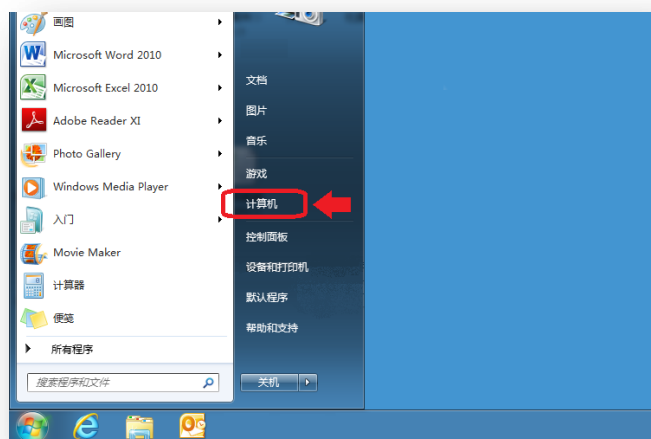 画图
Microsoft Word 2010
Microsoft Excel 2010
Adobe Reader XI
Photo Gallery
Windows Media Player
入门
Movie Maker
计算器
便笺
所有程序
搜索程序和文件
文档
图片
音乐
游戏
计算机
控制面板
设备和打印机
默认程序
帮助和支持
关机